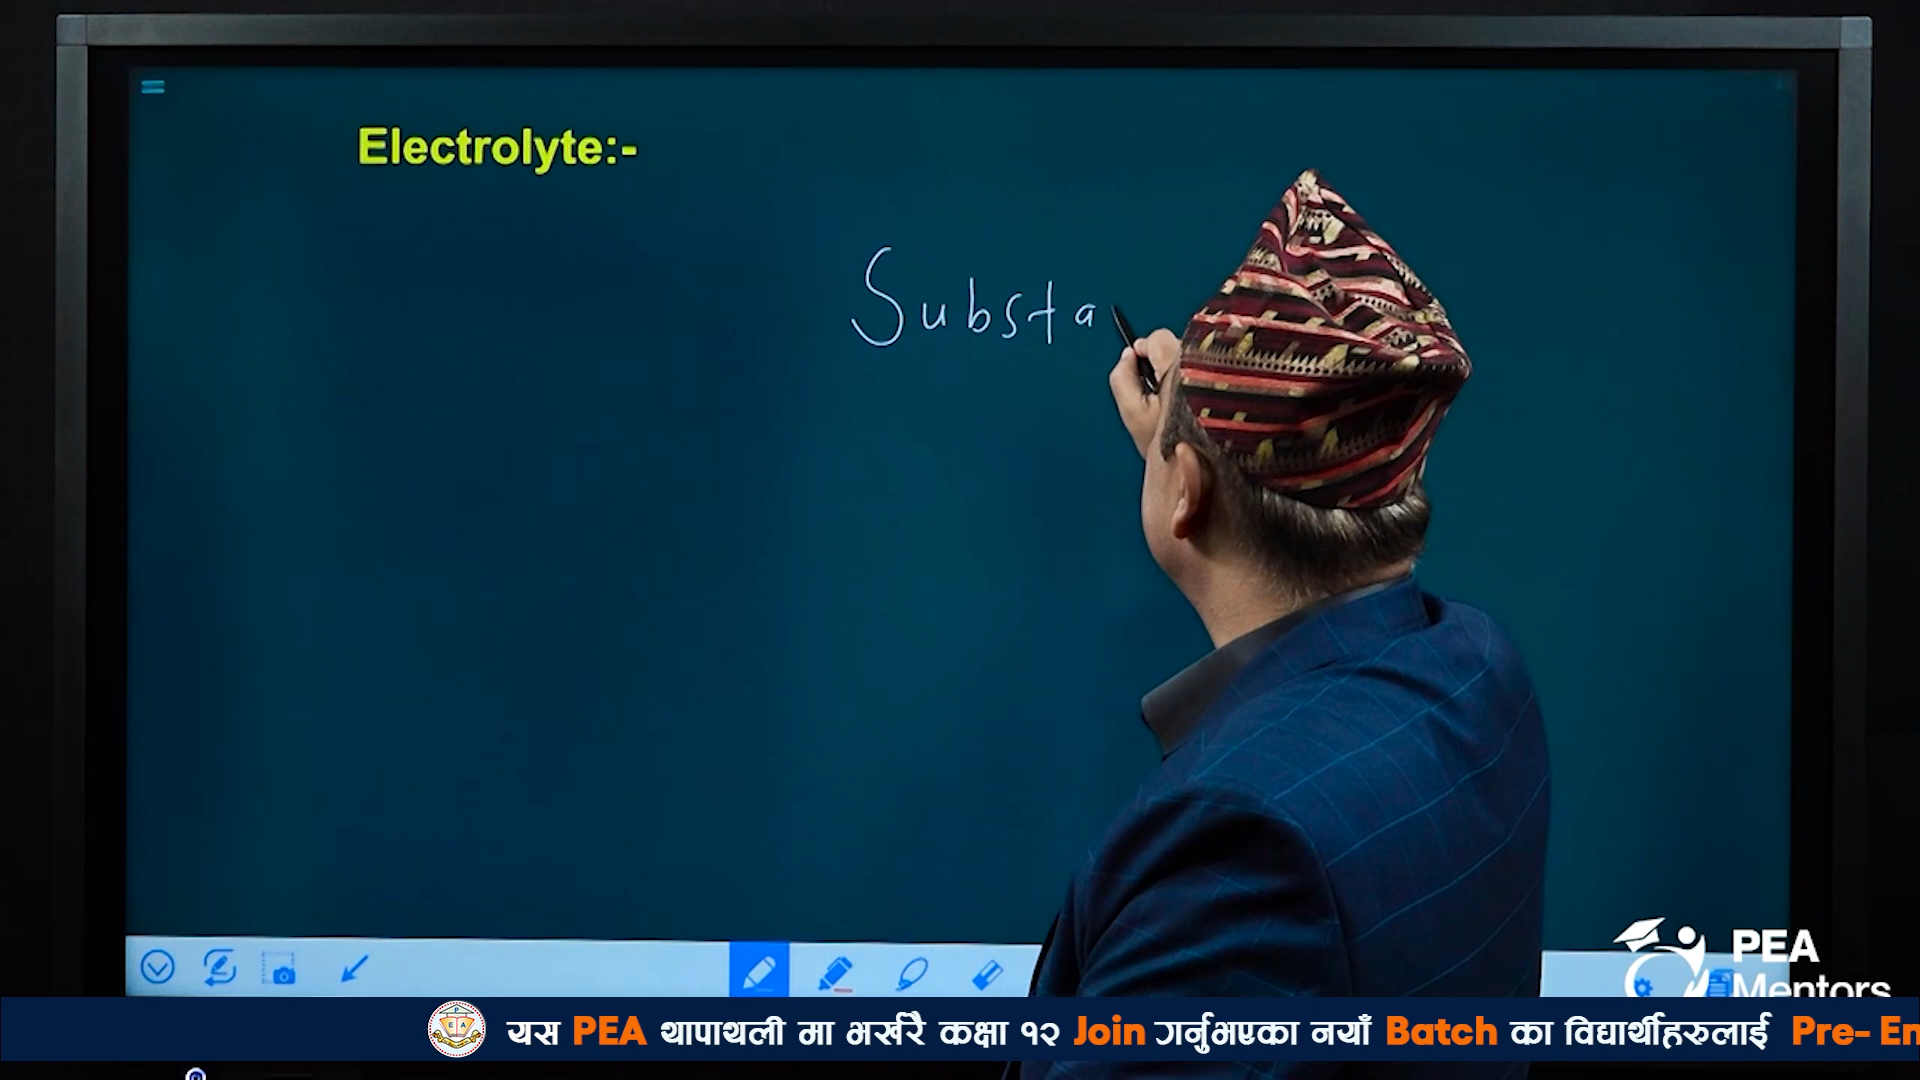 Electrolyte:-
Substa
PEA
Mentors
यस PEA थापाथली मा भर्खरै कक्षा १२ Join गर्नुभएका नयाँ Batch का विद्यार्थीहरुलाई Pre- En